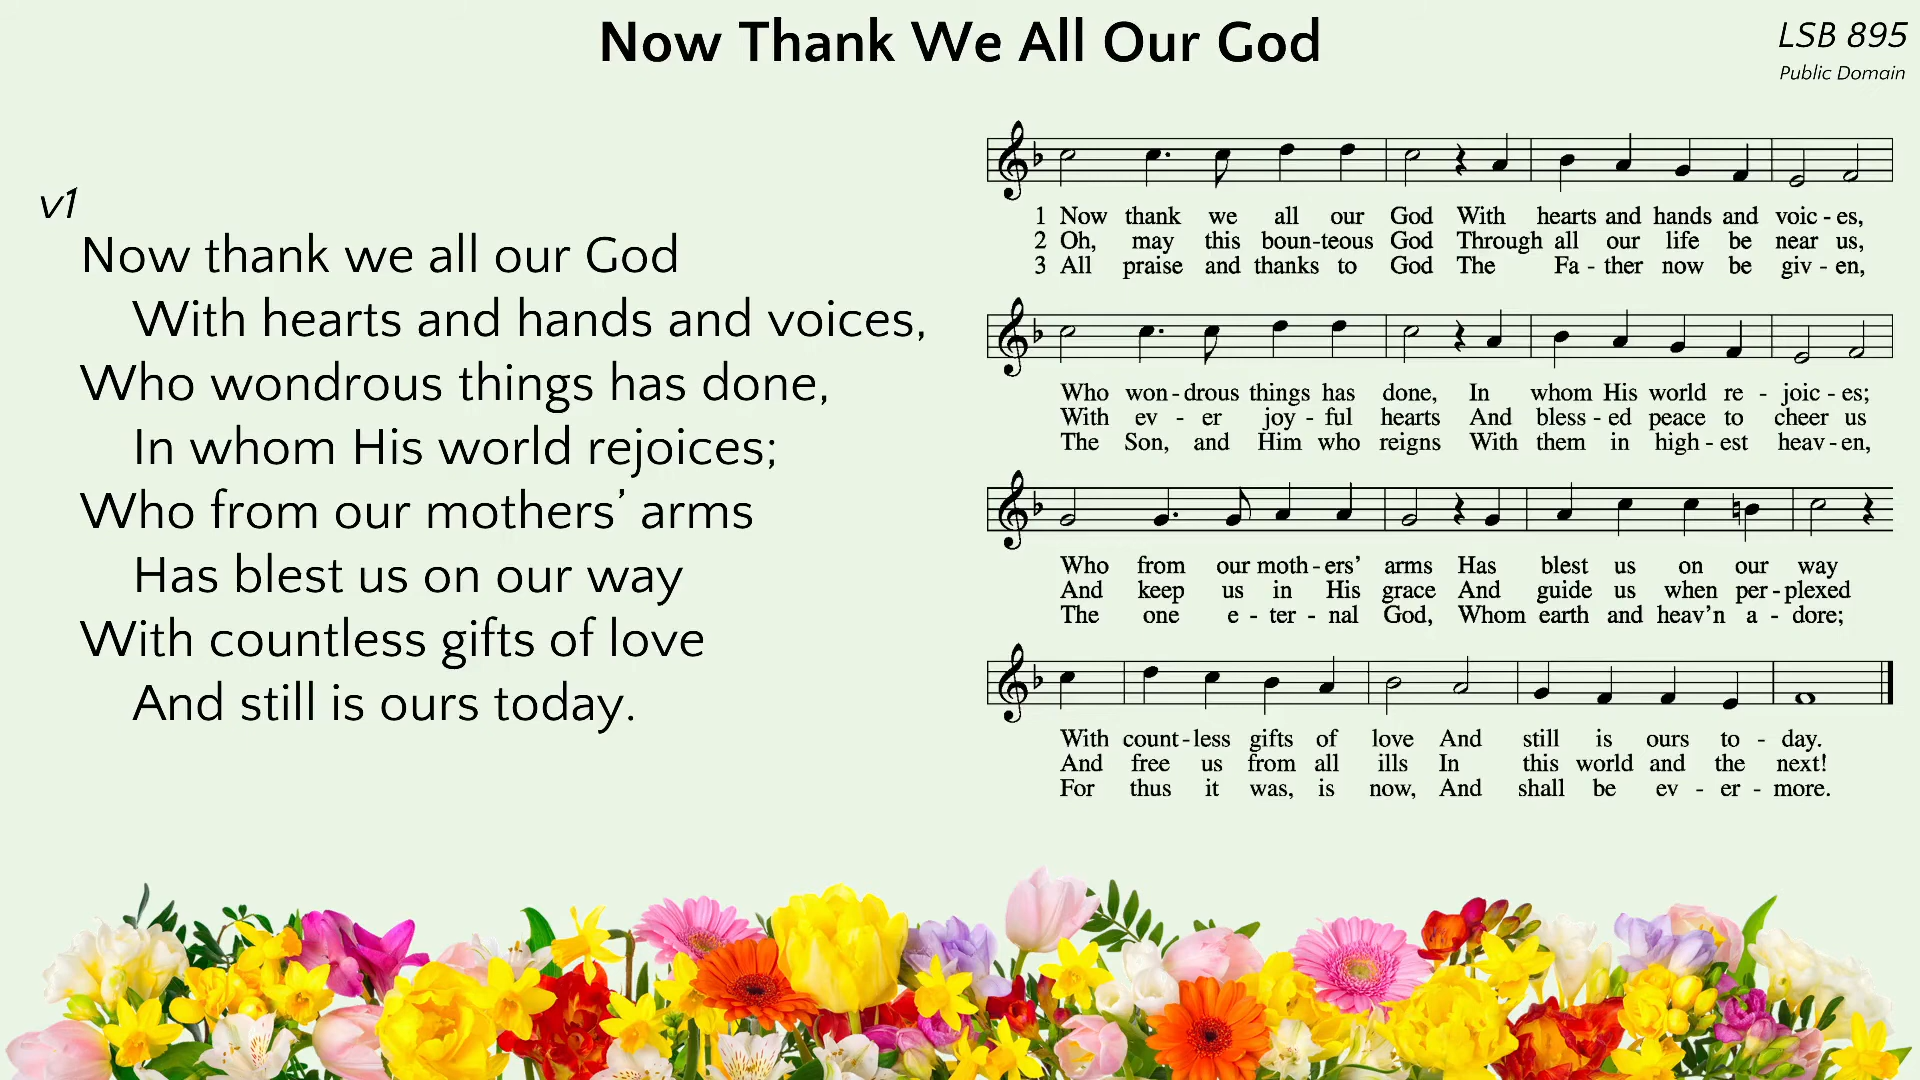 Now Thank We All Our God
LSB 895
Public Domain
v1
Now thank we all our God
With hearts and hands and voices,
Who wondrous things has done,
In whom His world rejoices;
Who from our mothers’ arms
Has blest us on our way
With countless gifts of love
And still is ours today.
1 Now thank we all our God With hearts and hands and voic - es,
2 Oh, may this boun - teous God Through all our life be near us,
3 All praise and thanks to God The Fa - ther now be giv - en,
Who won - drous things has done, In whom His world re - joic - es;
With ev - er joy - ful hearts And bless - ed peace to cheer us
The Son, and Him who reigns With them in high - est heav - en,
Who from our moth - ers’ arms Has blest us on our way
And keep us in His grace And guide us when per - plexed
The one e - ter - nal God, Whom earth and heav’n a - dore;
With count - less gifts of love And still is ours to - day.
And free us from all ills In this world and the next!
For thus it was, is now, And shall be ev - er - more.